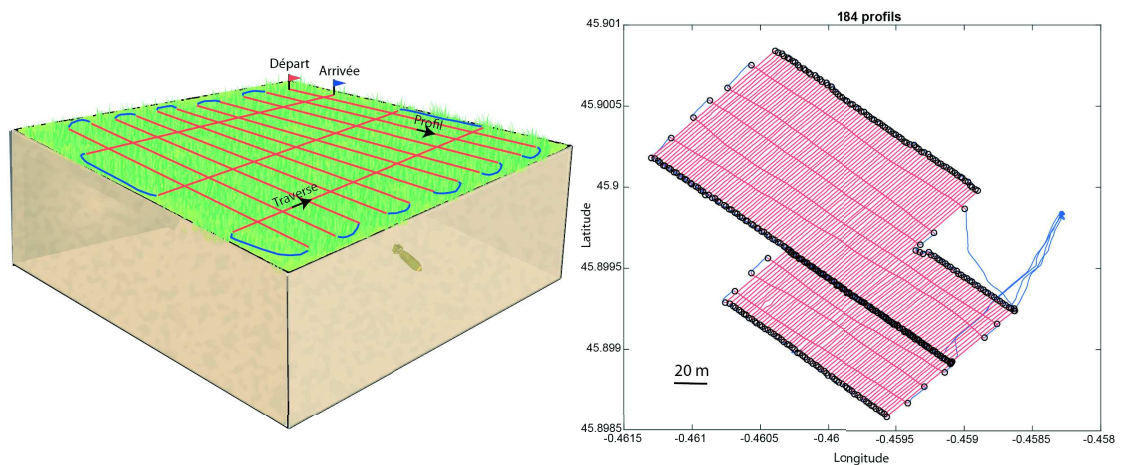 Départ
Arrivée
Profil
Traverse
184 profils
45.901
45.9005
45.9
45.8995
45.899
45.8985
Latitude
20 m
-0.4615
-0.461
-0.4605
-0.46
-0.4595
-0.459
-0.4585
-0.458
Longitude